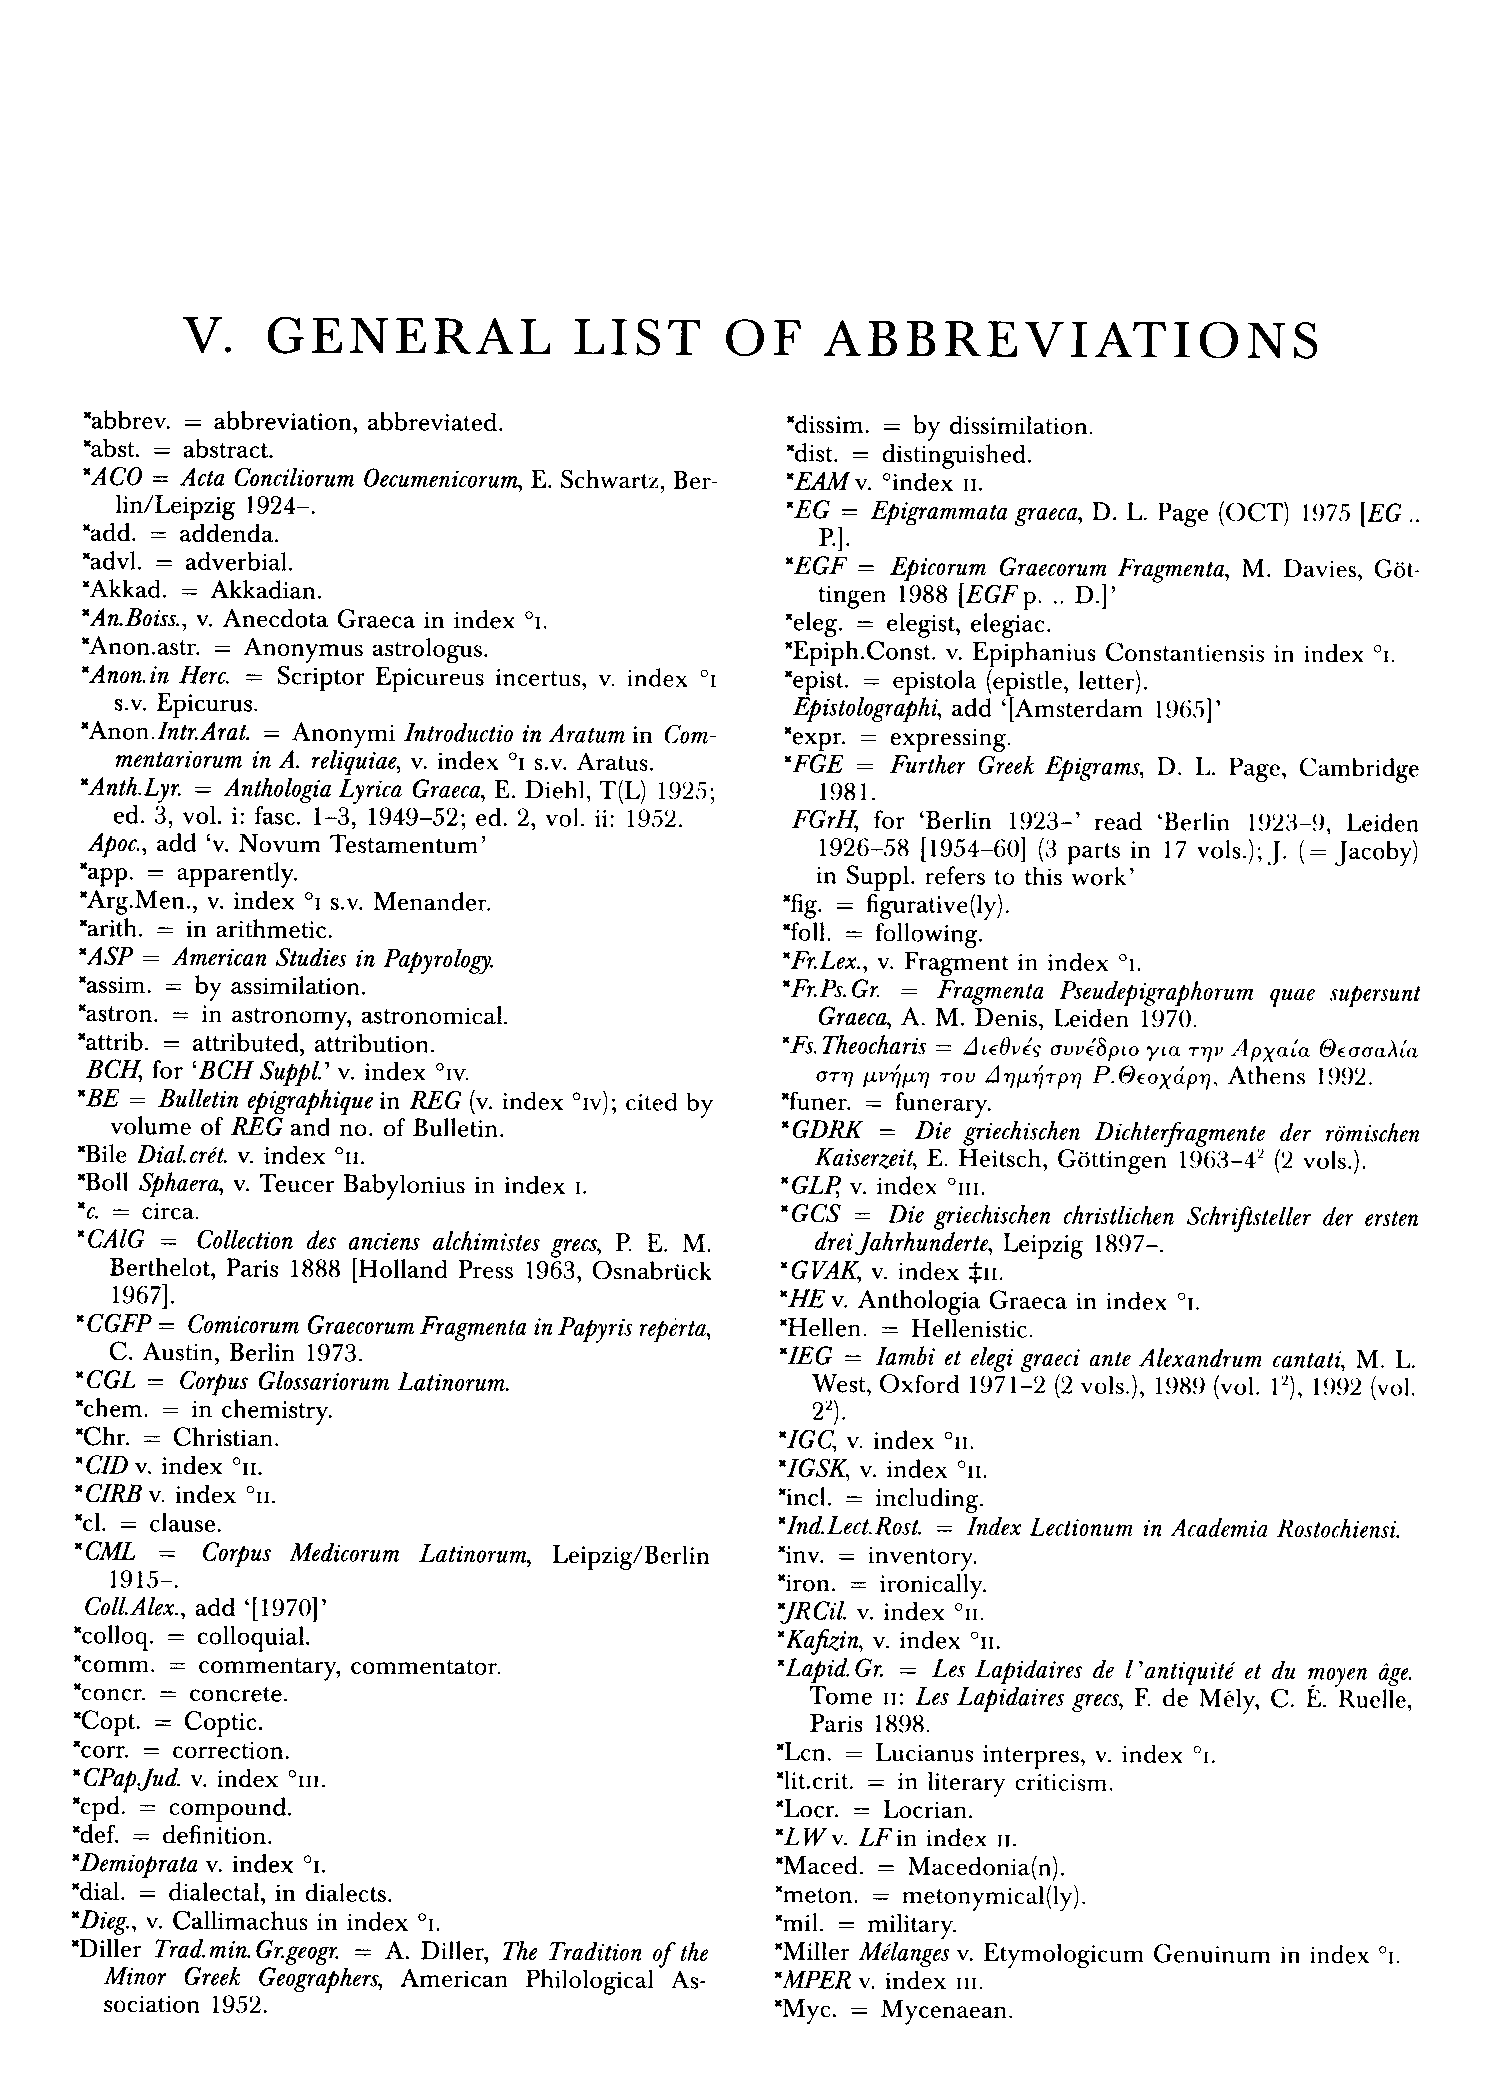 V. GENERAL LIST OF ABBREVIATIONS
*abbrev. = abbreviation, abbreviated.
*abst. = abstract.
*ACO = Acta Conciliorum Oecumenicorum, E. Schwartz, Ber-
lin/Leipzig 1924–.
*add. = addenda.
*advl. = adverbial.
*Akkad. = Akkadian.
*An.Boiss., v. Anecdota Graeca in index °I.
*Anon.astr. = Anonymus astrologus.
*Anon.in Herc. = Scriptor Epicureus incertus, v. index °I
s.v. Epicurus.
*Anon.Intr.Arat. = Anonymi Introductio in Aratum in Com-
mentariorum in A. reliquiae, v. index °I s.v. Aratus.
*Anth.Lyr. = Anthologia Lyrica Graeca, E. Diehl, T(L) 1925;
ed. 3, vol. i: fasc. 1–3, 1949–52; ed. 2, vol. ii: 1952.
Apoc., add ‘v. Novum Testamentum’
*app. = apparently.
*Arg.Men., v. index °I s.v. Menander.
*arith. = in arithmetic.
*ASP = American Studies in Papyrology.
*assim. = by assimilation.
*astron. = in astronomy, astronomical.
*attrib. = attributed, attribution.
BCH, for ‘BCH Suppl.’ v. index °IV.
*BE = Bulletin epigraphique in REG (v. index °IV); cited by
volume of REG and no. of Bulletin.
*Bile Dial.crét. v. index °II.
*Boll Sphaera, v. Teucer Babylonius in index I.
*c. = circa.
*CAlG = Collection des anciens alchimistes grecs, P. E. M.
Berthelot, Paris 1888 [Holland Press 1963, Osnabrück
1967].
*CGFP = Comicorum Graecorum Fragmenta in Papyris reperta,
C. Austin, Berlin 1973.
*CGL = Corpus Glossariorum Latinorum.
*chem. = in chemistry.
*Chr. = Christian.
*CID v. index °II.
*CIRB v. index °II.
*cl. = clause.
*CML = Corpus Medicorum Latinorum, Leipzig/Berlin
1915–.
Coll.Alex., add ‘[1970]’
*colloq. = colloquial.
*comm. = commentary, commentator.
*concr. = concrete.
*Copt. = Coptic.
*corr. = correction.
*CPap.Jud. v. index °III.
*cpd. = compound.
*def. = definition.
*Demioprata v. index °I.
*dial. = dialectal, in dialects.
*Dieg., v. Callimachus in index °I.
*Diller Trad.min.Gr.geogr. = A. Diller, The Tradition of the
Minor Greek Geographers, American Philological As-
sociation 1952.
*dissim. = by dissimilation.
*dist. = distinguished.
*EAM v. °index II.
*EG = Epigrammata graeca, D. L. Page (OCT) 1975 [EG ..
P.].
*EGF = Epicorum Graecorum Fragmenta, M. Davies, Göt-
tingen 1988 [EGF p. .. D.]’
*eleg. = elegist, elegiac.
*Epiph.Const. v. Epiphanius Constantiensis in index °I.
*epist. = epistola (epistle, letter).
Epistolographi, add ‘[Amsterdam 1965]’
*expr. = expressing.
*FGE = Further Greek Epigrams, D. L. Page, Cambridge
1981.
FGrH, for ‘Berlin 1923–’ read ‘Berlin 1923–9, Leiden
1926–58 [1954–60] (3 parts in 17 vols.); J. (= Jacoby)
in Suppl. refers to this work’
*fig. = figurative(ly).
*foll. = following.
*Fr.Lex., v. Fragment in index °I.
*Fr.Ps.Gr. = Fragmenta Pseudepigraphorum quae supersunt
Graeca, A. M. Denis, Leiden 1970.
*Fs.Theocharis = Διεθνές συνέδριο για την Αρχαία Θεσσαλία
στη μνήμη του Δημήτρη Ρ.Θεοχάρη, Athens 1992.
*funer. = funerary.
*GDRK = Die griechischen Dichterfragmente der römischen
Kaiserzeit, E. Heitsch, Göttingen 1963–4² (2 vols.).
*GLP, v. index °III.
*GCS = Die griechischen christlichen Schriftsteller der ersten
drei Jahrhunderte, Leipzig 1897–.
*GVAK, v. index ‡II.
*HE v. Anthologia Graeca in index °I.
*Hellen. = Hellenistic.
*IEG = Iambi et elegi graeci ante Alexandrum cantati, M. L.
West, Oxford 1971–2 (2 vols.), 1989 (vol. 1²), 1992 (vol.
2²).
*IGC, v. index °II.
*IGSK, v. index °II.
*incl. = including.
*Ind.Lect.Rost. = Index Lectionum in Academia Rostochiensi.
*inv. = inventory.
*iron. = ironically.
*JRCil. v. index °II.
*Kafizin, v. index °II.
*Lapid.Gr. = Les Lapidaires de l'antiquité et du moyen âge.
Tome II: Les Lapidaires grecs, F. de Mély, C. É. Ruelle,
Paris 1898.
*Lcn. = Lucianus interpres, v. index °I.
*lit.crit. = in literary criticism.
*Locr. = Locrian.
*LW v. LF in index II.
*Maced. = Macedonia(n).
*meton. = metonymical(ly).
*mil. = military.
*Miller Mélanges v. Etymologicum Genuinum in index °I.
*MPER v. index III.
*Myc. = Mycenaean.